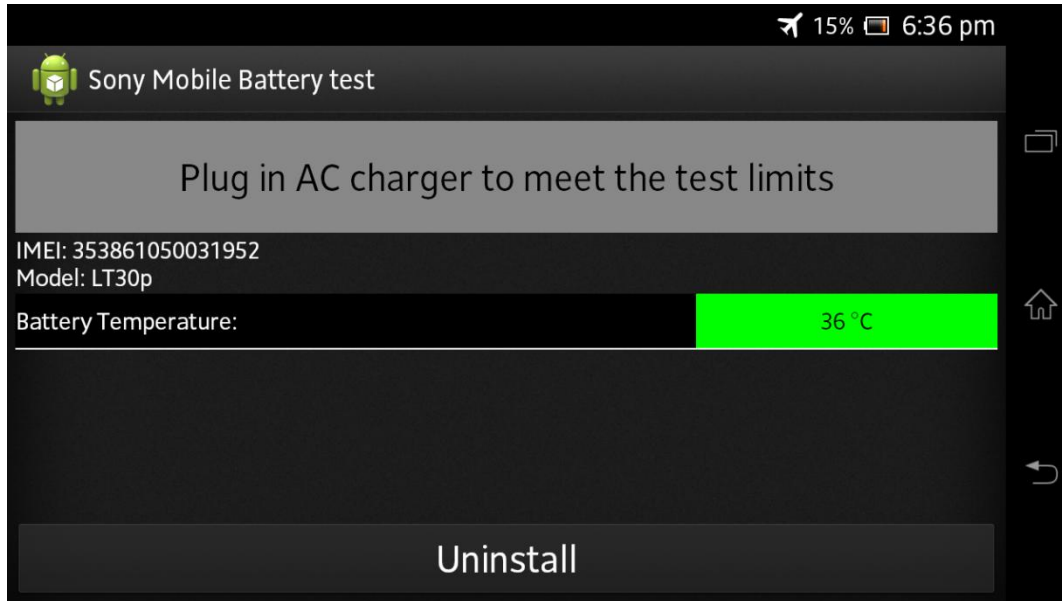 15% 6:36 pm
Sony Mobile Battery test
Plug in AC charger to meet the test limits
IMEI: 353861050031952
Model: LT30p
Battery Temperature: 36 °C
Uninstall